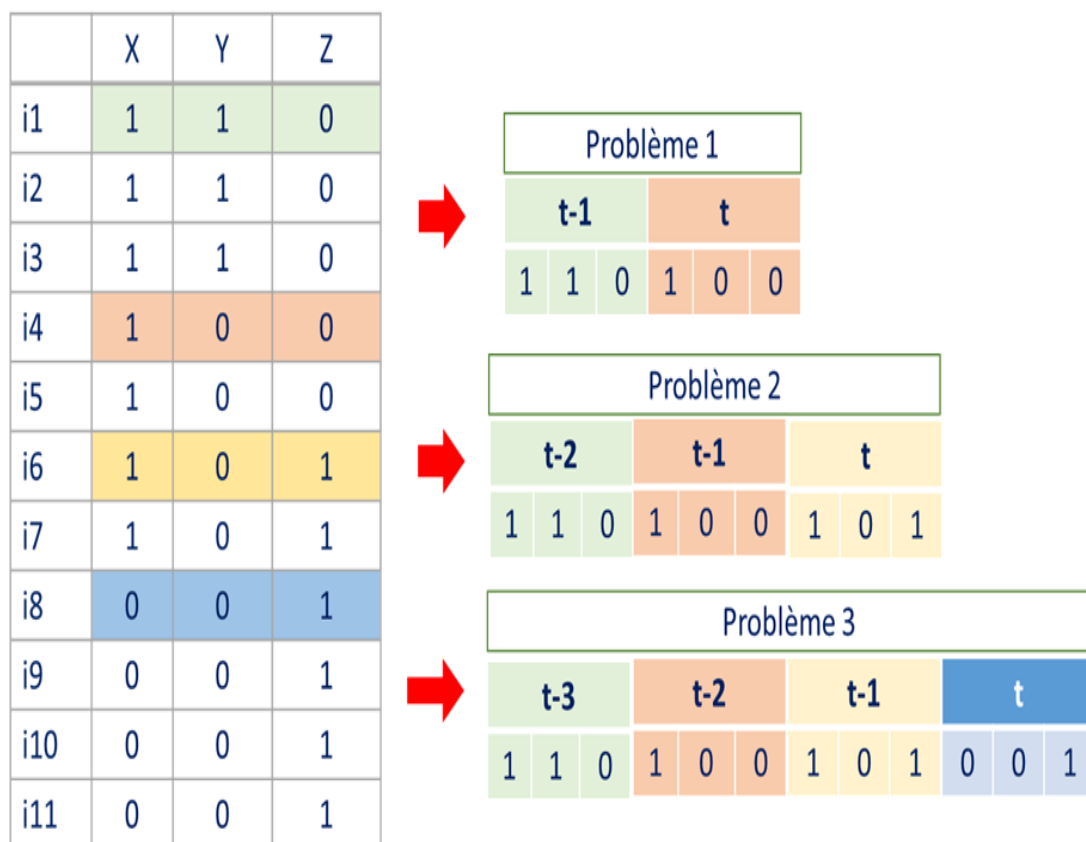 X Y Z
i1 1 1 0
i2 1 1 0
i3 1 1 0
i4 1 0 0
i5 1 0 0
i6 1 0 1
i7 1 0 1
i8 0 0 1
i9 0 0 1
i10 0 0 1
i11 0 0 1
Problème 1
t-1 t
1 1 0 1 0 0
Problème 2
t-2 t-1 t
1 1 0 1 0 0 1 0 1
Problème 3
t-3 t-2 t-1 t
1 1 0 1 0 0 1 0 1 0 0 1